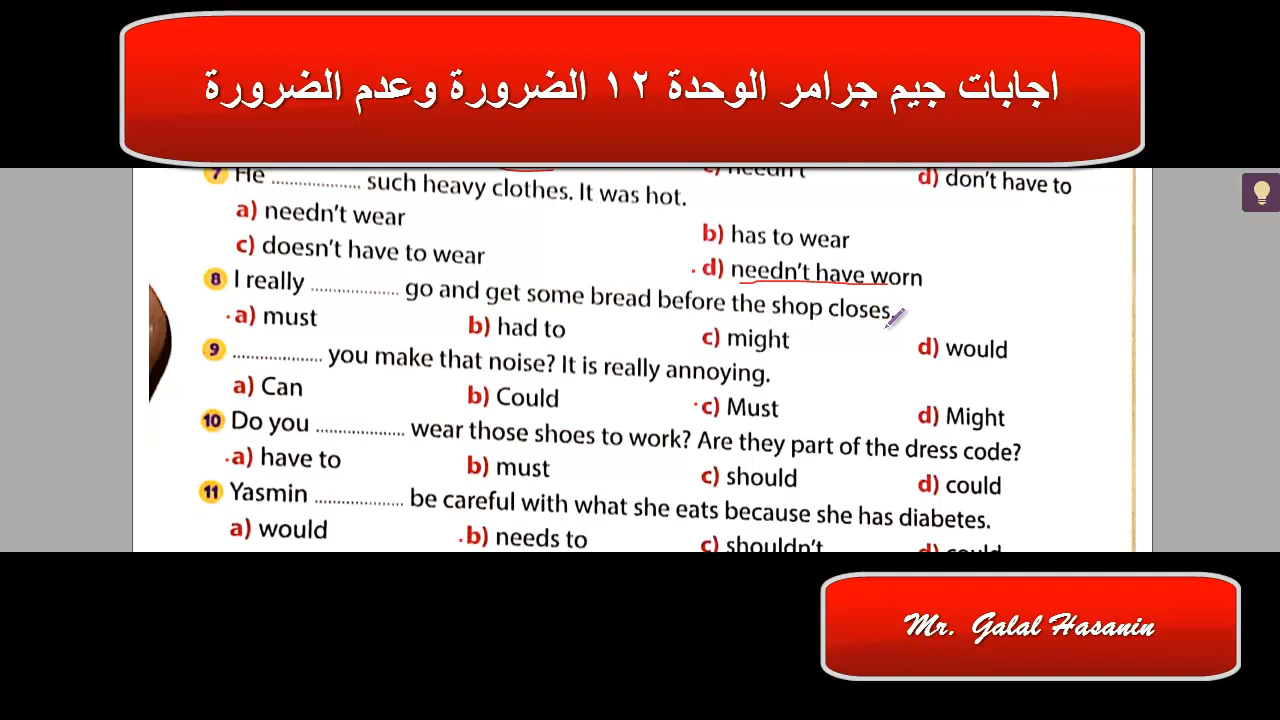 اجابات جيم جرامر الوحدة ١٢ الضرورة وعدم الضرورة
7 He .................... such heavy clothes. It was hot.
c) needn't
d) don't have to
a) needn't wear
b) has to wear
c) doesn't have to wear
d) needn't have worn
8 I really .................... go and get some bread before the shop closes.
a) must b) had to c) might d) would
9 .................... you make that noise? It is really annoying.
a) Can b) Could c) Must d) Might
10 Do you .................... wear those shoes to work? Are they part of the dress code?
a) have to b) must c) should d) could
11 Yasmin .................... be careful with what she eats because she has diabetes.
a) would b) needs to c) shouldn't d) could
Mr. Galal Hasanin